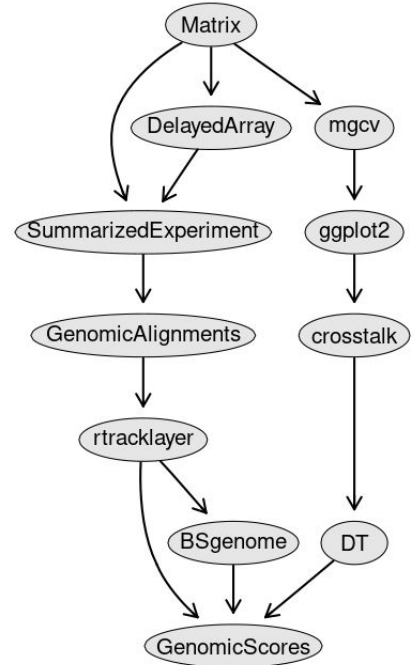 Matrix
DelayedArray
mgcv
SummarizedExperiment
ggplot2
GenomicAlignments
crosstalk
rtracklayer
BSgenome
DT
GenomicScores